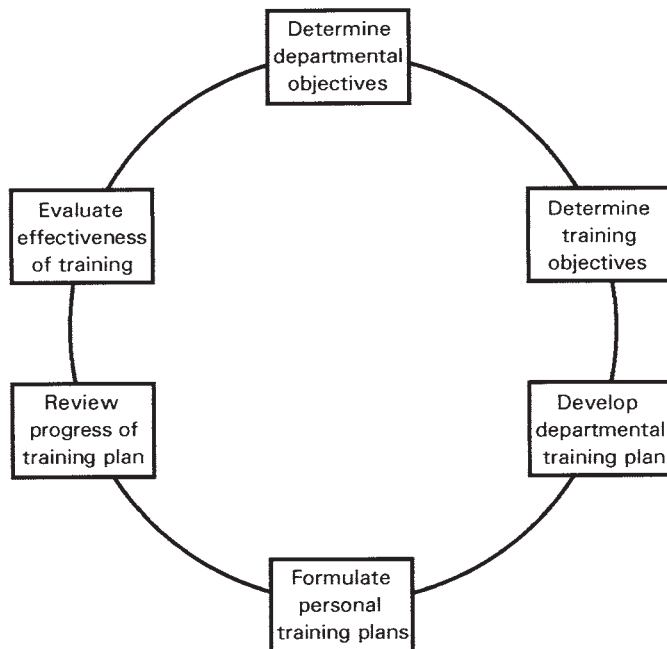 Determine
departmental
objectives
Determine
training
objectives
Develop
departmental
training plan
Formulate
personal
training plans
Review
progress of
training plan
Evaluate
effectiveness
of training